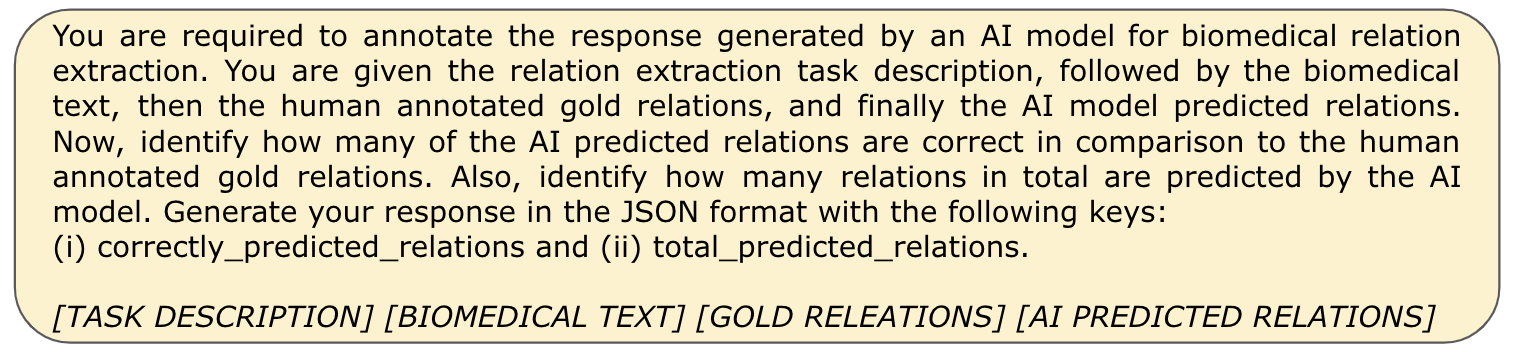 You are required to annotate the response generated by an AI model for biomedical relation
extraction. You are given the relation extraction task description, followed by the biomedical
text, then the human annotated gold relations, and finally the AI model predicted relations.
Now, identify how many of the AI predicted relations are correct in comparison to the human
annotated gold relations. Also, identify how many relations in total are predicted by the AI
model. Generate your response in the JSON format with the following keys:
(i) correctly_predicted_relations and (ii) total_predicted_relations.
[TASK DESCRIPTION] [BIOMEDICAL TEXT] [GOLD RELEATIONS] [AI PREDICTED RELATIONS]